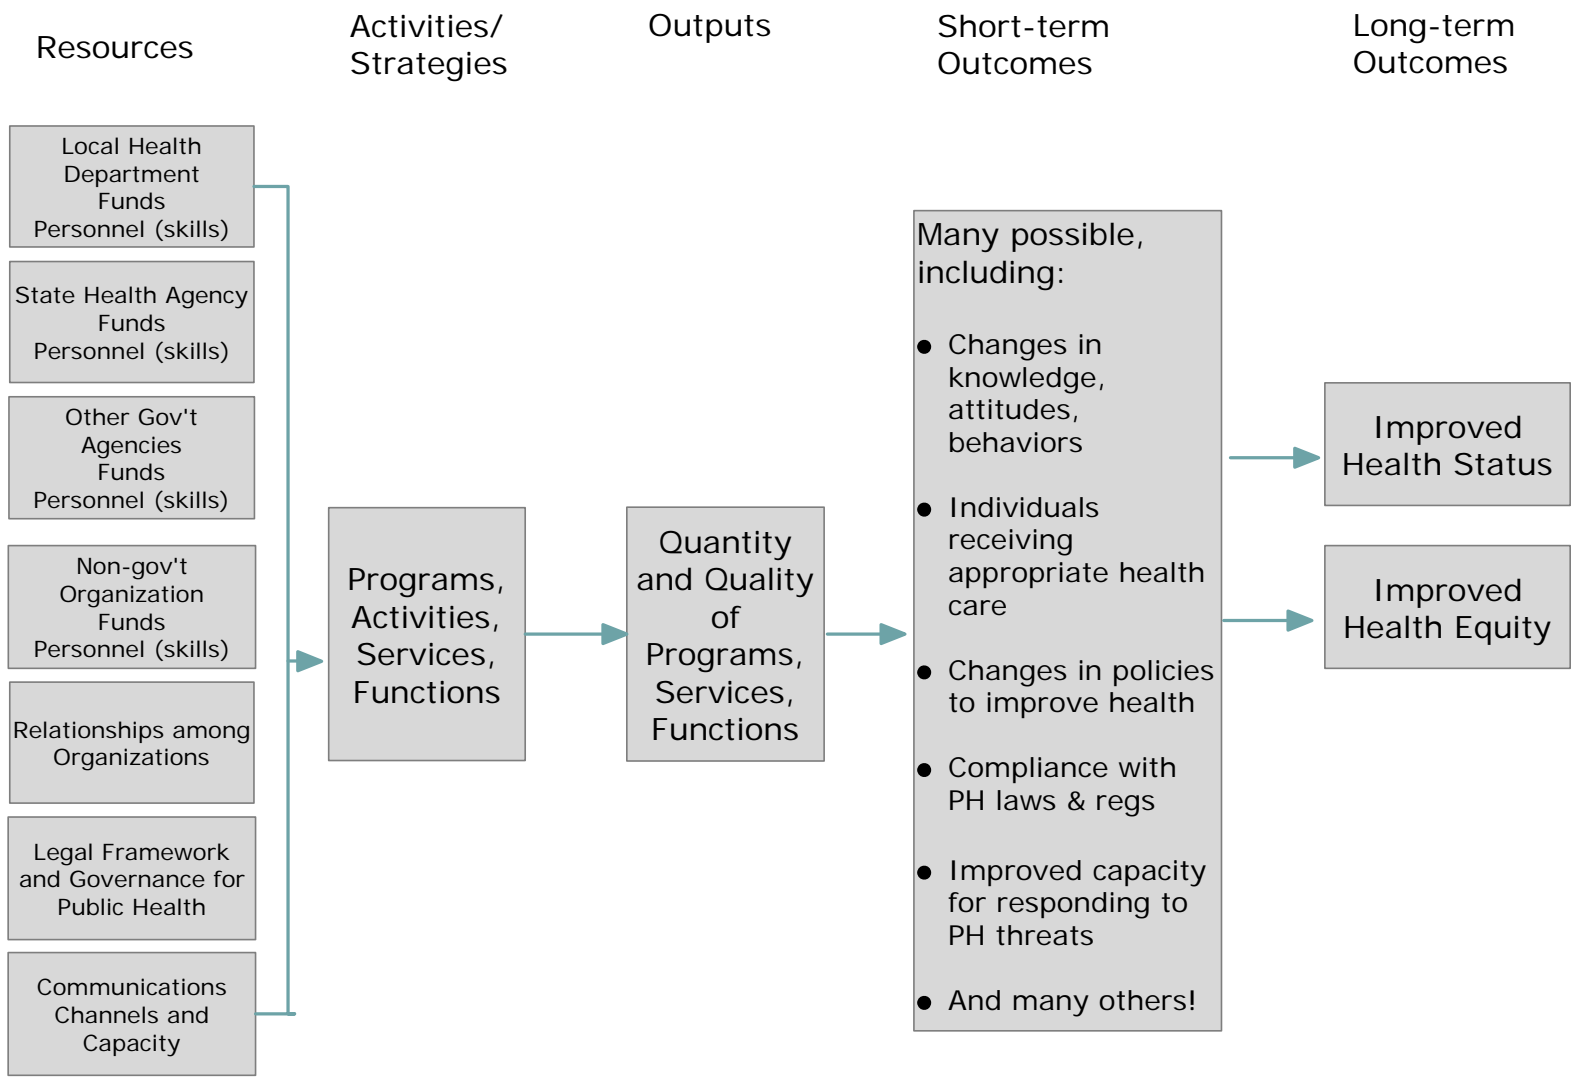 Resources
Activities/
Strategies
Outputs
Short-term
Outcomes
Long-term
Outcomes
Local Health
Department
Funds
Personnel (skills)
State Health Agency
Funds
Personnel (skills)
Other Gov't
Agencies
Funds
Personnel (skills)
Non-gov't
Organization
Funds
Personnel (skills)
Relationships among
Organizations
Legal Framework
and Governance for
Public Health
Communications
Channels and
Capacity
Programs,
Activities,
Services,
Functions
Quantity
and Quality
of
Programs,
Services,
Functions
Many possible,
including:
● Changes in
knowledge,
attitudes,
behaviors
● Individuals
receiving
appropriate health
care
● Changes in policies
to improve health
● Compliance with
PH laws & regs
● Improved capacity
for responding to
PH threats
● And many others!
Improved
Health Status
Improved
Health Equity